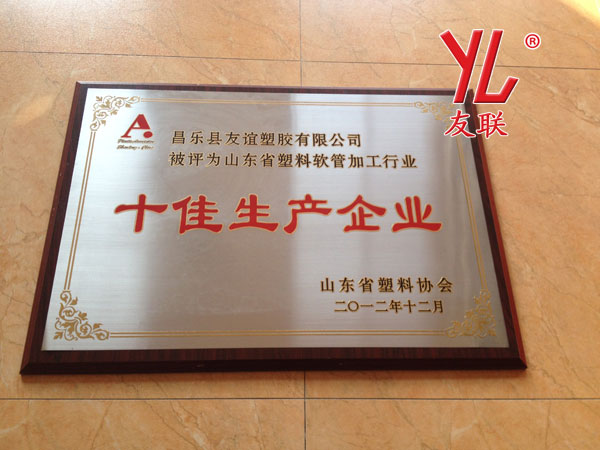 YL®
友联
A
昌乐县友谊塑胶有限公司
被评为山东省塑料软管加工行业
十佳生产企业
山东省塑料协会
二〇一二年十二月